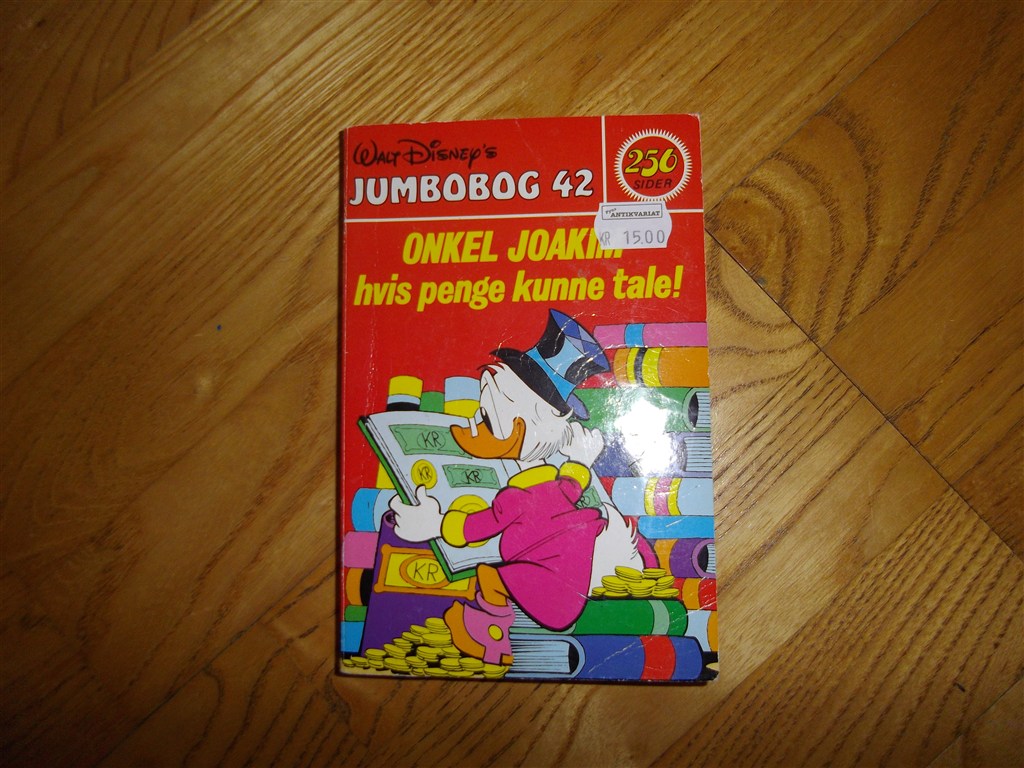 WALT DISNEY'S
JUMBOBOG 42
256
SIDER
ANTIKVARIAT
KR 15.00
ONKEL JOAKIM
hvis penge kunne tale!
KR
KR
KR
KR